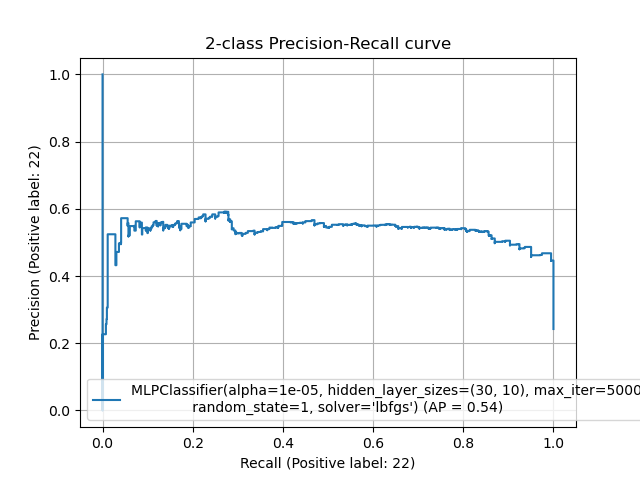 2-class Precision-Recall curve
1.0
0.8
0.6
0.4
0.2
0.0
Precision (Positive label: 22)
MLPClassifier(alpha=1e-05, hidden_layer_sizes=(30, 10), max_iter=5000
random_state=1, solver='lbfgs') (AP = 0.54)
0.0 0.2 0.4 0.6 0.8 1.0
Recall (Positive label: 22)